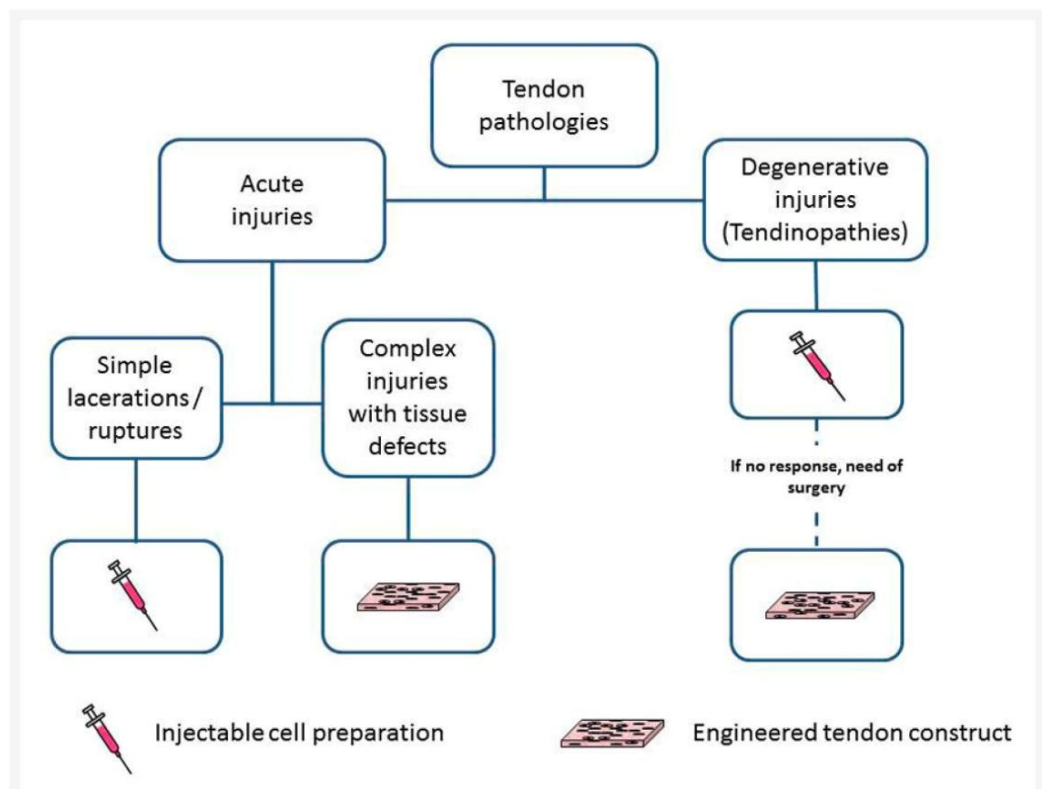 Tendon
pathologies
Acute
injuries
Degenerative
injuries
(Tendinopathies)
Simple
lacerations /
ruptures
Complex
injuries
with tissue
defects
If no response, need of
surgery
Injectable cell preparation
Engineered tendon construct